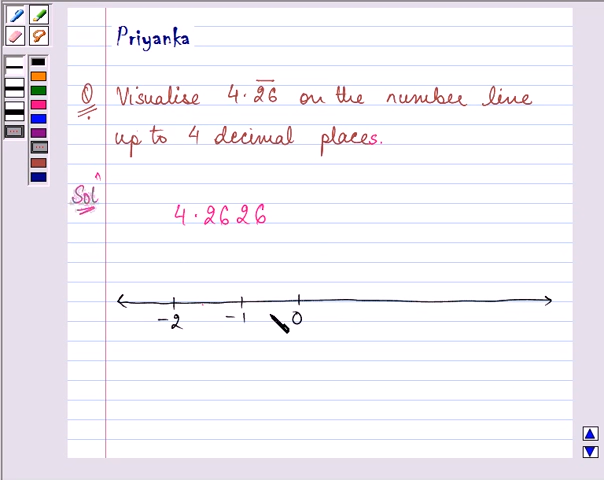 Priyanka
Q Visualise 4.2̅6̅ on the number line
up to 4 decimal places.
Solⁿ
4.2626
-2 -1 0